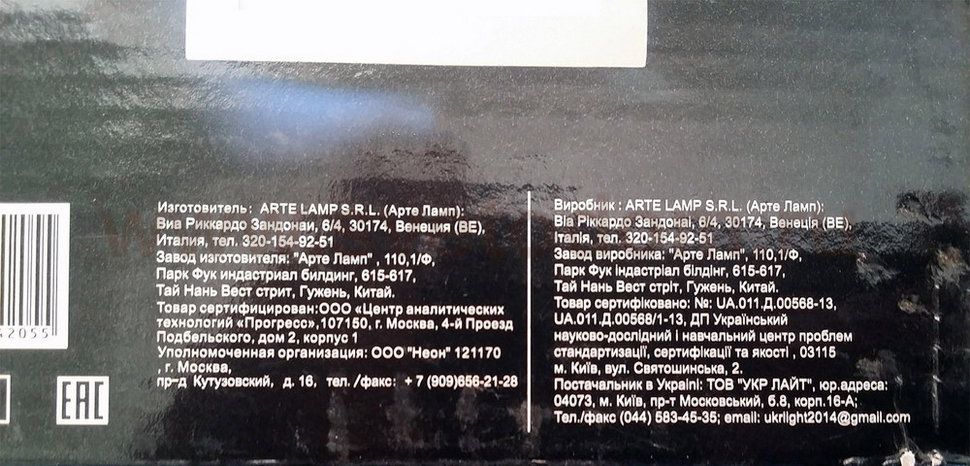 Изготовитель: ARTE LAMP S.R.L. (Арте Ламп):
Виа Риккардо Зандонаи, 6/4, 30174, Венеция (ВЕ),
Италия, тел. 320-154-92-51
Завод изготовителя: "Арте Ламп" , 110,1/Ф,
Парк Фук индастриал билдинг, 615-617,
Тай Нань Вест стрит, Гужень, Китай.
Товар сертифицирован:ООО «Центр аналитических
технологий «Прогресс»,107150, г. Москва, 4-й Проезд
Подбельского, дом 2, корпус 1
Уполномоченная организация: ООО "Неон" 121170
, г. Москва,
пр-д Кутузовский, д. 16, тел. /факс: + 7 (909)656-21-28
Виробник : ARTE LAMP S.R.L. (Арте Ламп):
Віа Ріккардо Зандонаі, 6/4, 30174, Венеція (ВЕ),
Італія, тел. 320-154-92-51
Завод виробника: "Арте Ламп", 110,1/Ф,
Парк Фук індастріал білдінг, 615-617,
Тай Нань Вест стріт, Гужень, Китай.
Товар сертифіковано: №: UA.011.Д.00568-13,
UA.011.Д.00568/1-13, ДП Український
науково-дослідний і навчальний центр проблем
стандартизації, сертифікації та якості , 03115
м. Київ, вул. Святошинська, 2.
Постачальник в Україні: ТОВ "УКР ЛАЙТ", юр.адреса:
04073, м. Київ, пр-т Московський, б.8, корп.16-А;
Тел./факс (044) 583-45-35; email: ukrlight2014@gmail.com
2055
EAC